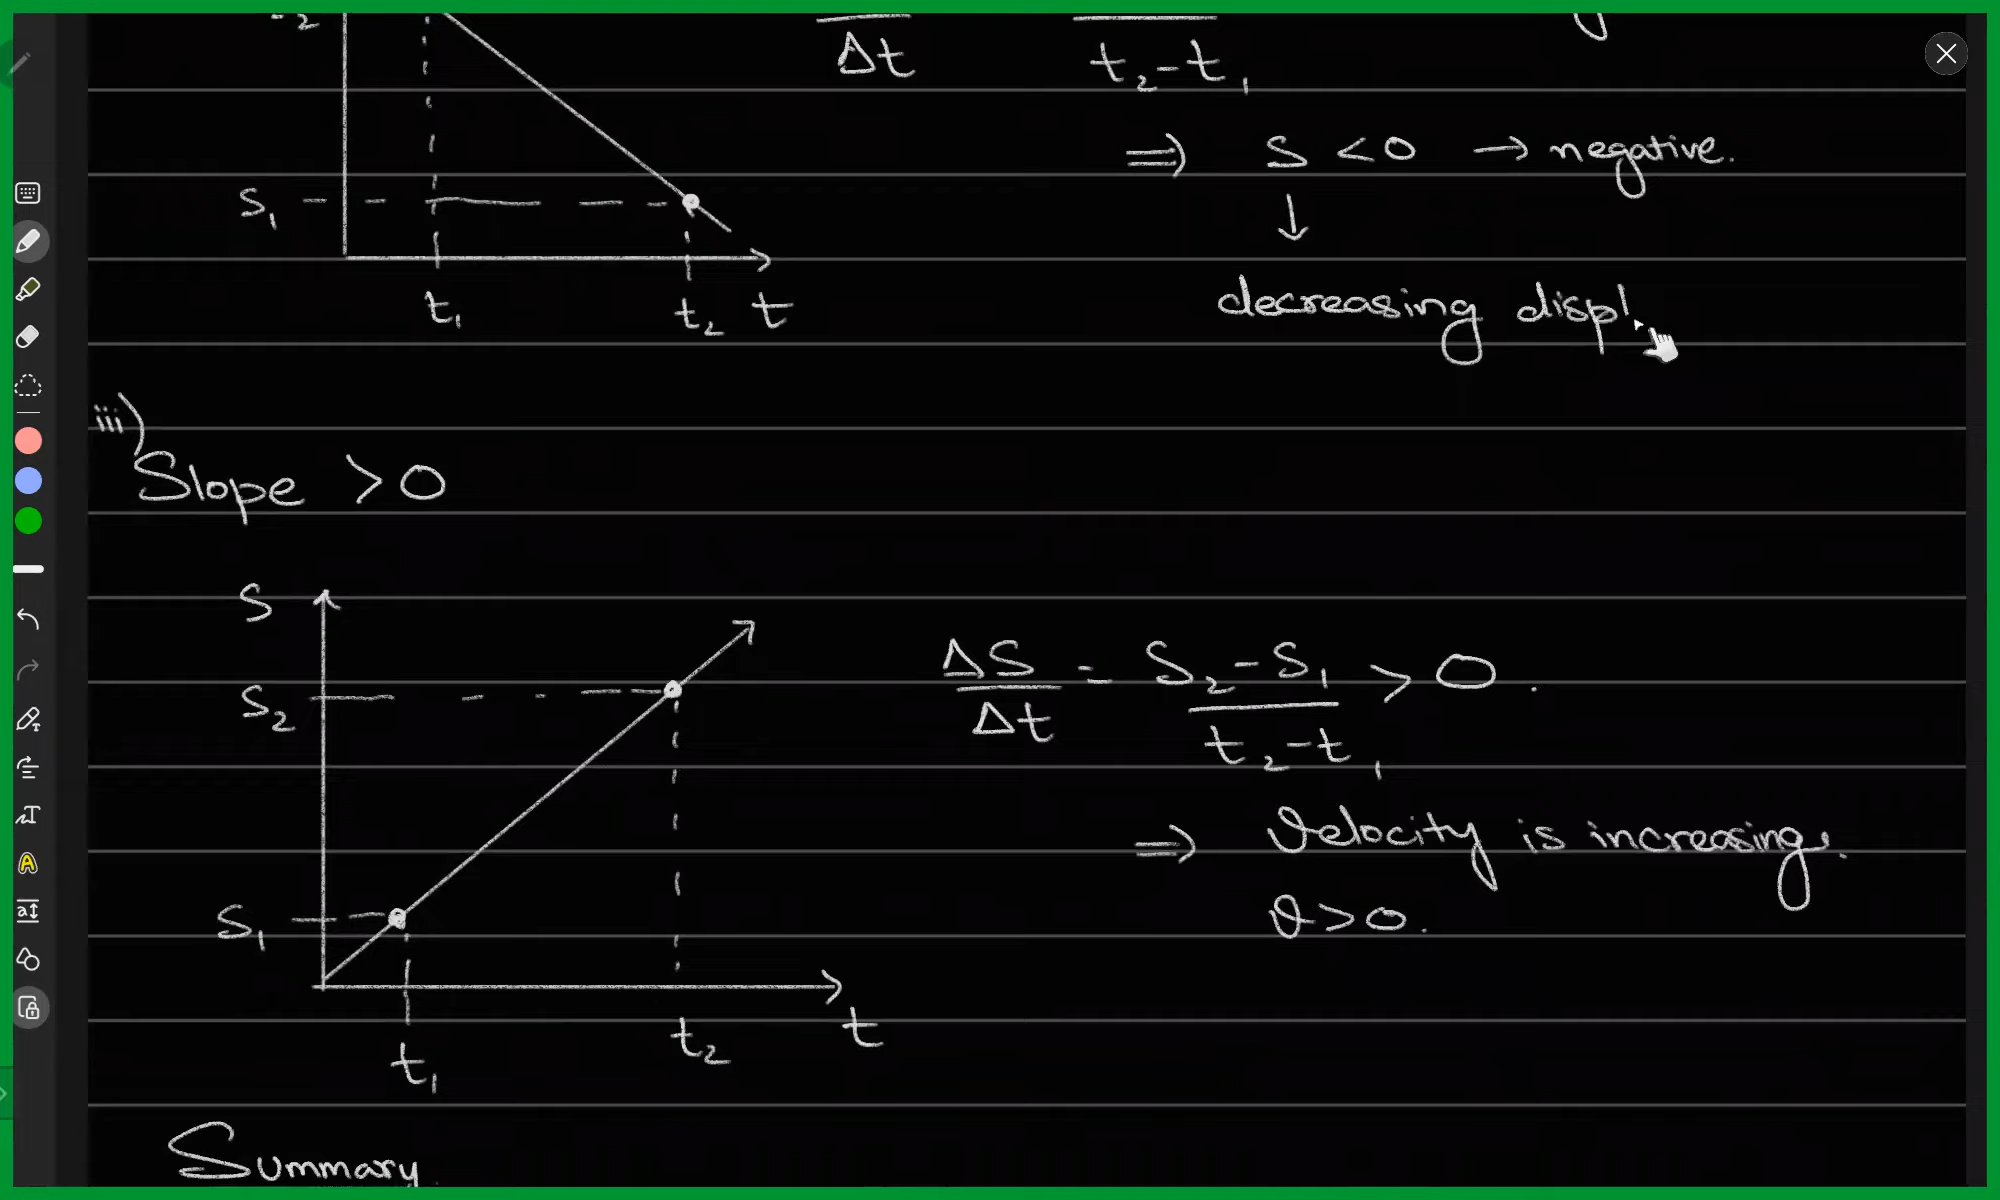 S₂
Δt t₂-t₁
⇒ S < 0 → negative.
S₁
↓
t₁ t₂ t
decreasing displ.
iii)
Slope > 0
S
ΔS/Δt = S₂-S₁/t₂-t₁ > 0.
S₂
⇒ Velocity is increasing.
S₁
v>0.
t
t₁ t₂
Summary